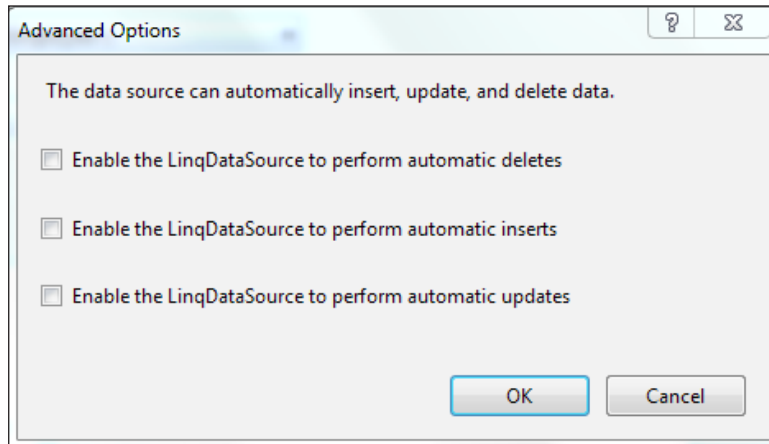 Advanced Options
The data source can automatically insert, update, and delete data.
Enable the LinqDataSource to perform automatic deletes
Enable the LinqDataSource to perform automatic inserts
Enable the LinqDataSource to perform automatic updates
OK
Cancel